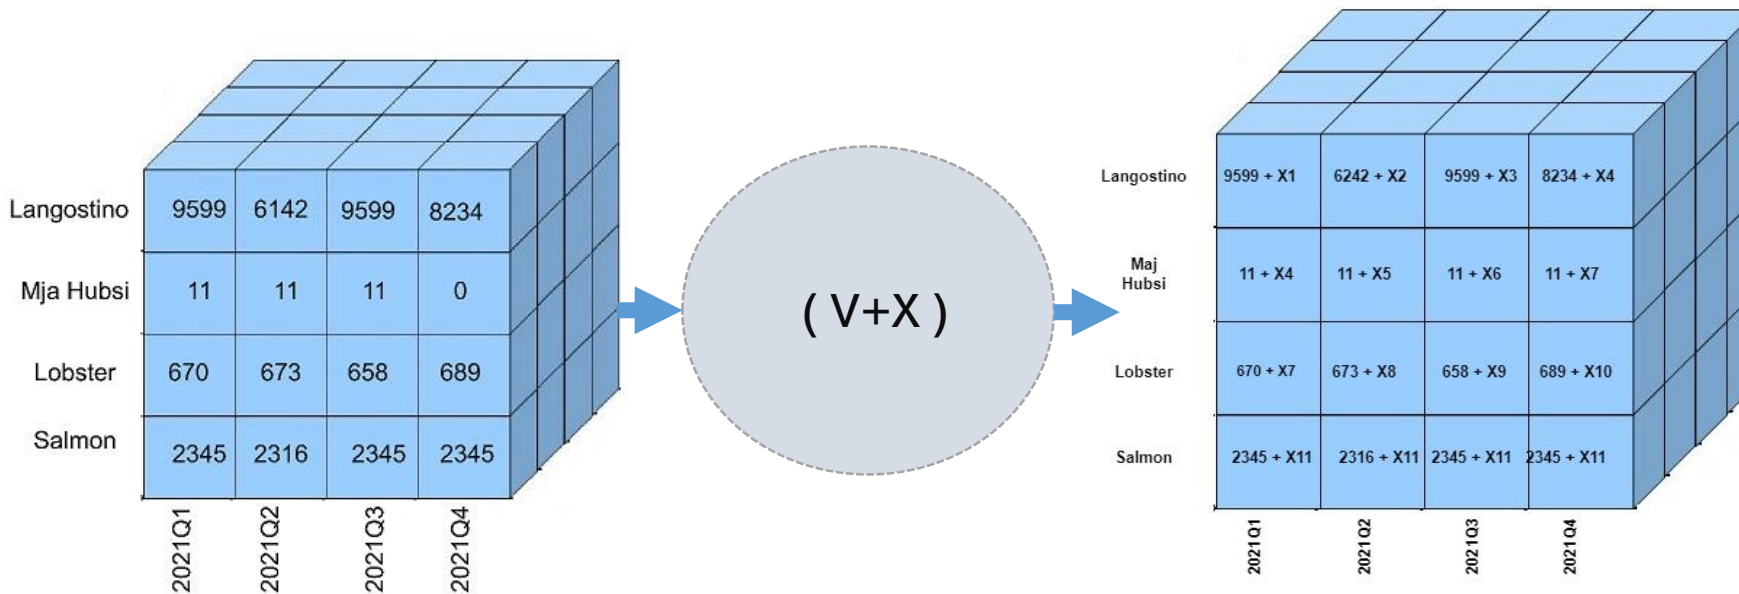 Langostino 9599 6142 9599 8234
Mja Hubsi 11 11 11 0
Lobster 670 673 658 689
Salmon 2345 2316 2345 2345
2021Q1 2021Q2 2021Q3 2021Q4
( V+X )
Langostino 9599 + X1 6242 + X2 9599 + X3 8234 + X4
Maj
Hubsi 11 + X4 11 + X5 11 + X6 11 + X7
Lobster 670 + X7 673 + X8 658 + X9 689 + X10
Salmon 2345 + X11 2316 + X11 2345 + X11 2345 + X11
2021Q1 2021Q2 2021Q3 2021Q4